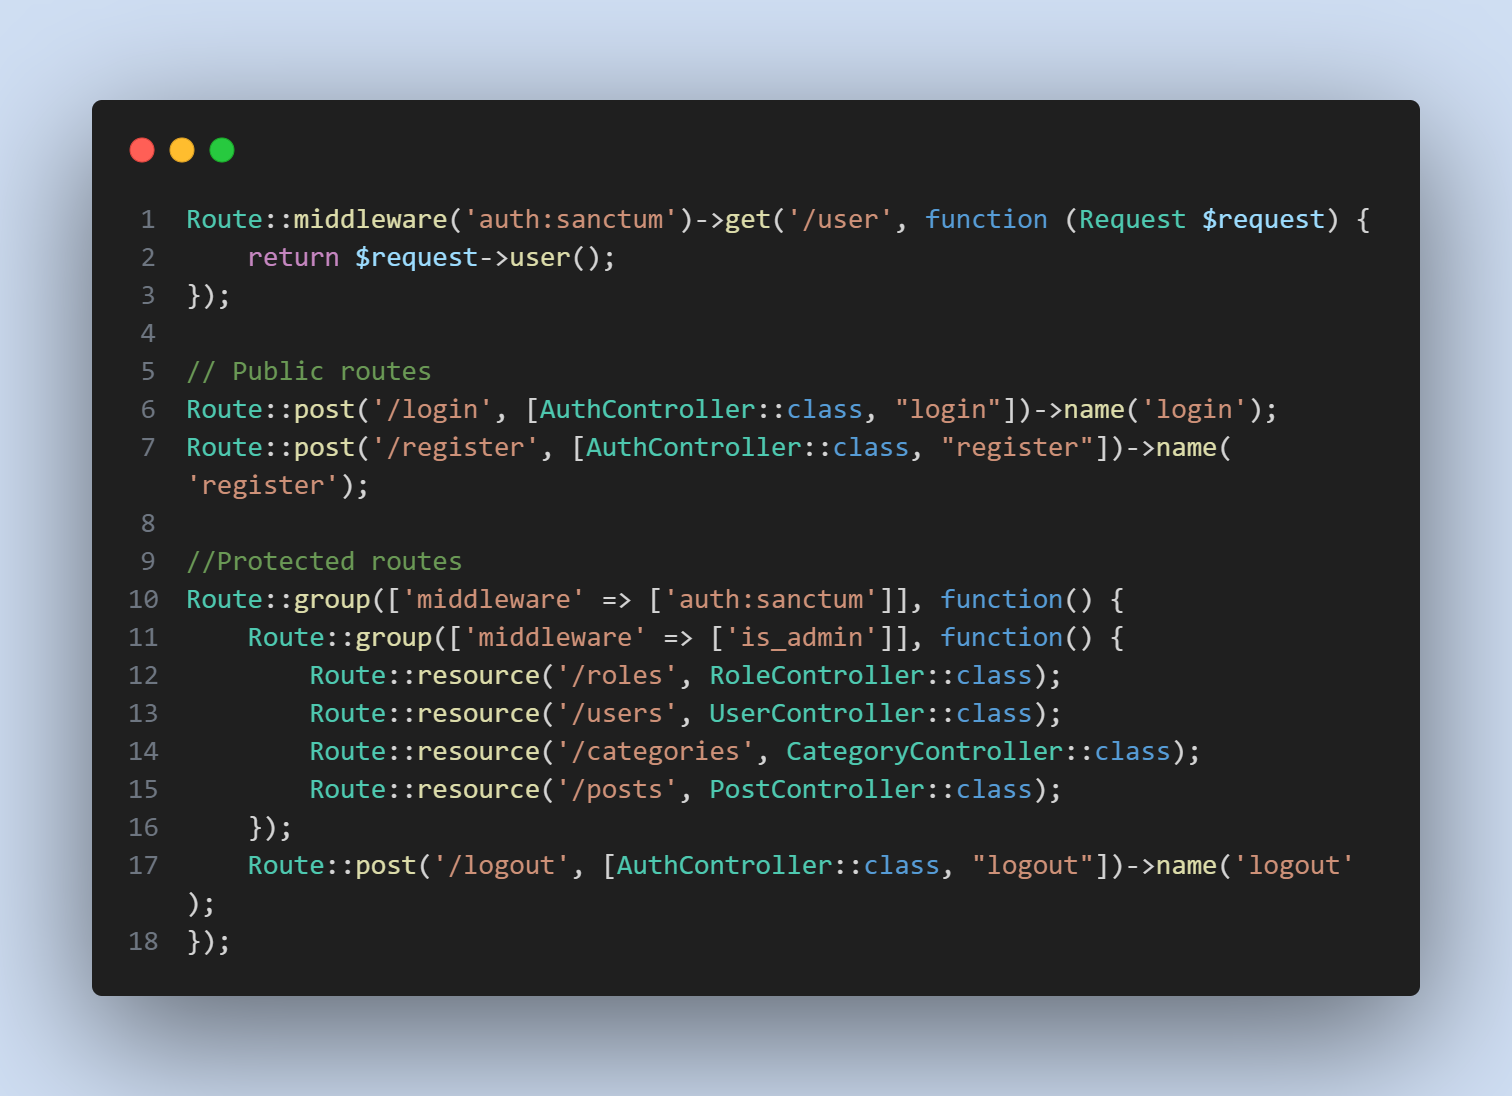 1 Route::middleware('auth:sanctum')->get('/user', function (Request $request) {
2     return $request->user();
3 });
4
5 // Public routes
6 Route::post('/login', [AuthController::class, "login"])->name('login');
7 Route::post('/register', [AuthController::class, "register"])->name(
'register');
8
9 //Protected routes
10 Route::group(['middleware' => ['auth:sanctum']], function() {
11     Route::group(['middleware' => ['is_admin']], function() {
12         Route::resource('/roles', RoleController::class);
13         Route::resource('/users', UserController::class);
14         Route::resource('/categories', CategoryController::class);
15         Route::resource('/posts', PostController::class);
16     });
17     Route::post('/logout', [AuthController::class, "logout"])->name('logout'
);
18 });